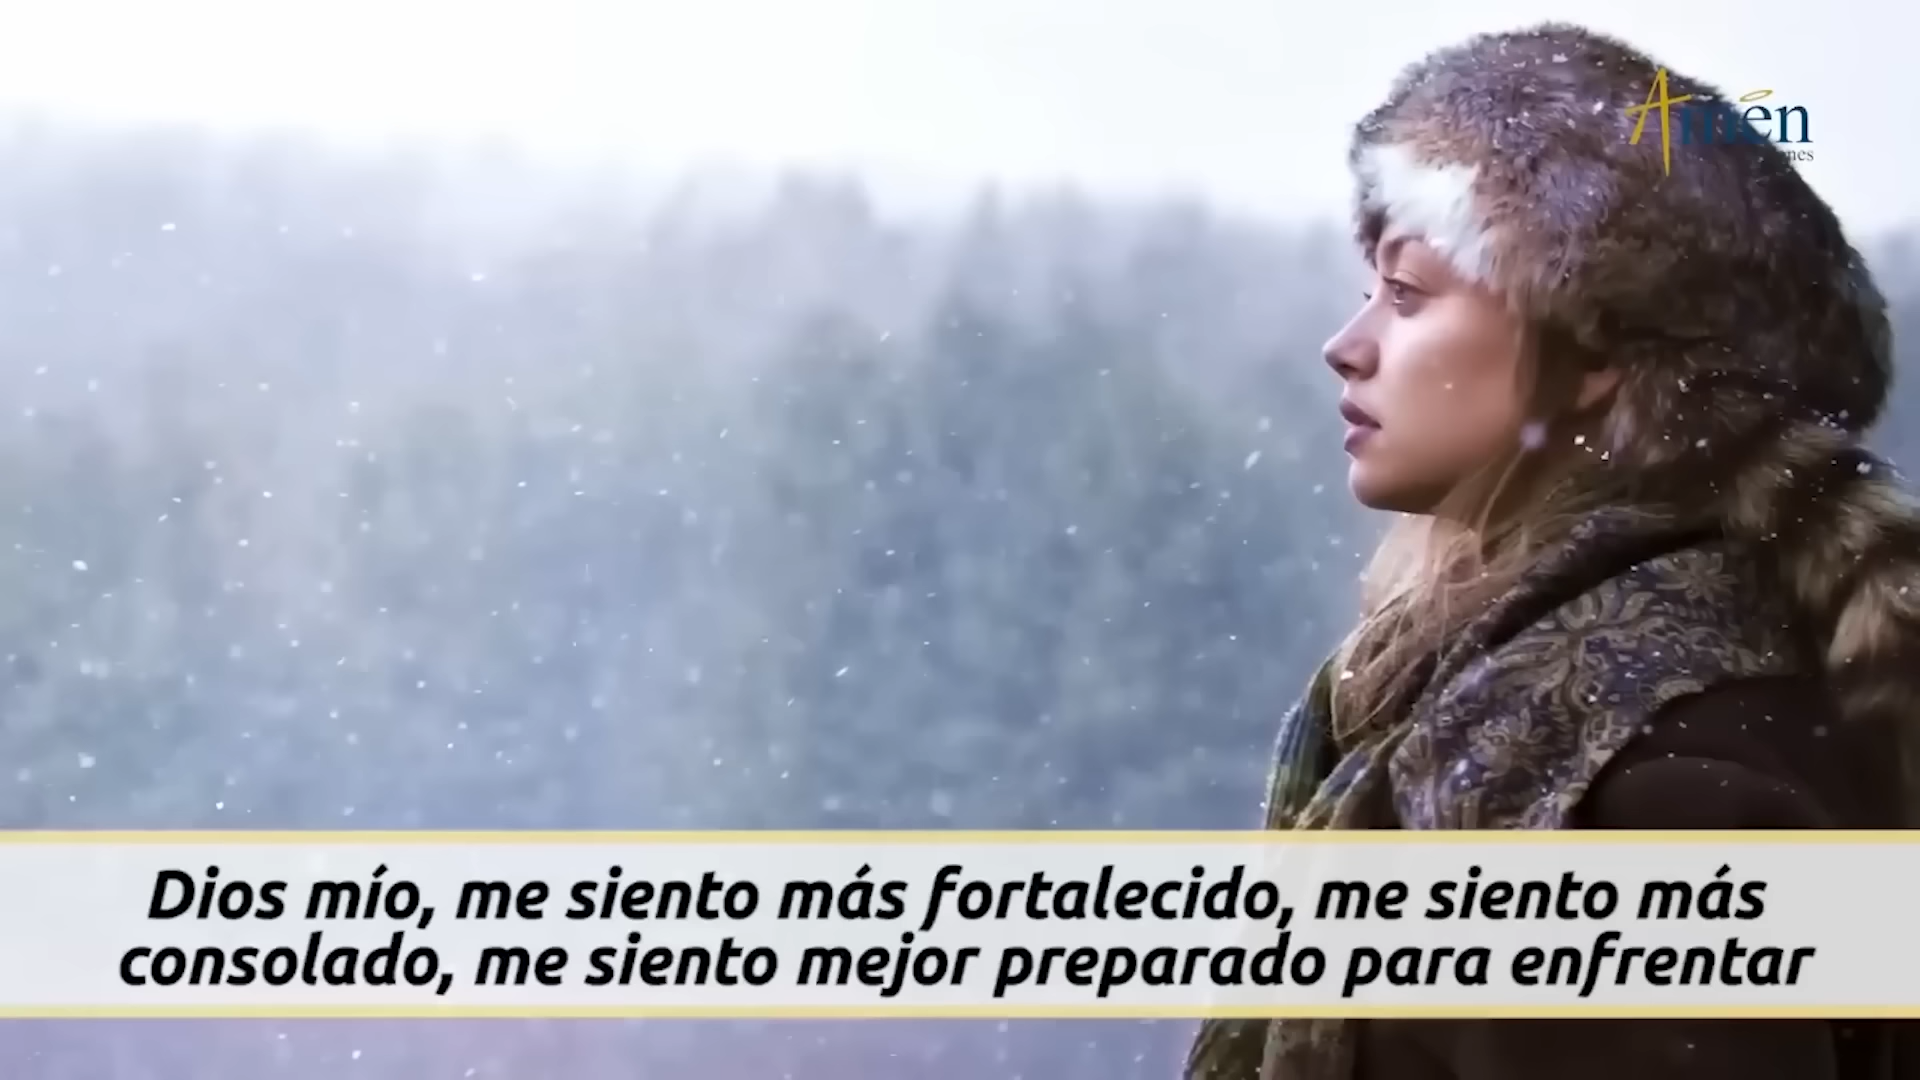 Amén
Dios mío, me siento más fortalecido, me siento más
consolado, me siento mejor preparado para enfrentar